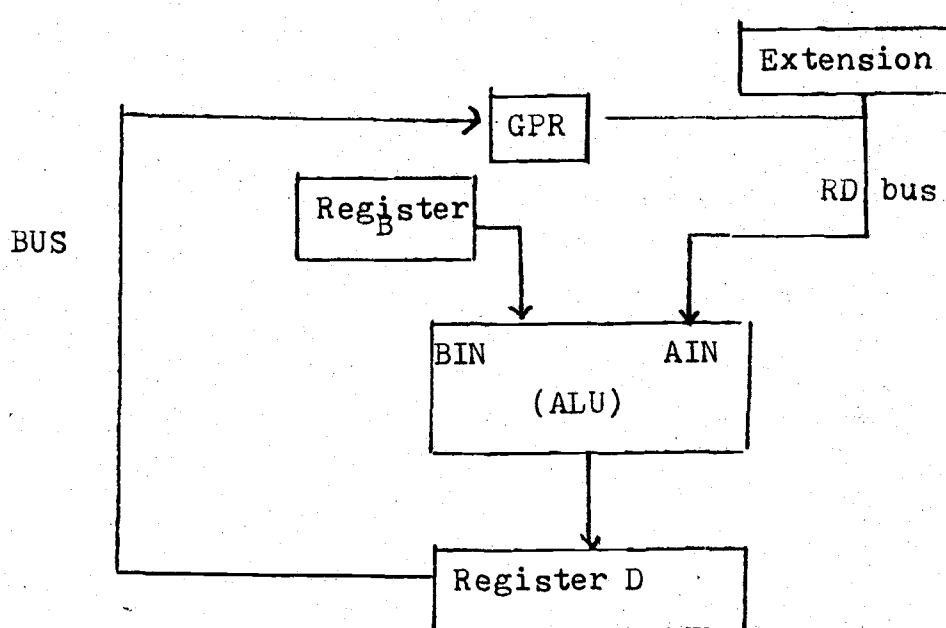 Extension
GPR
RD bus
Register
B
BUS
BIN
AIN
(ALU)
Register D